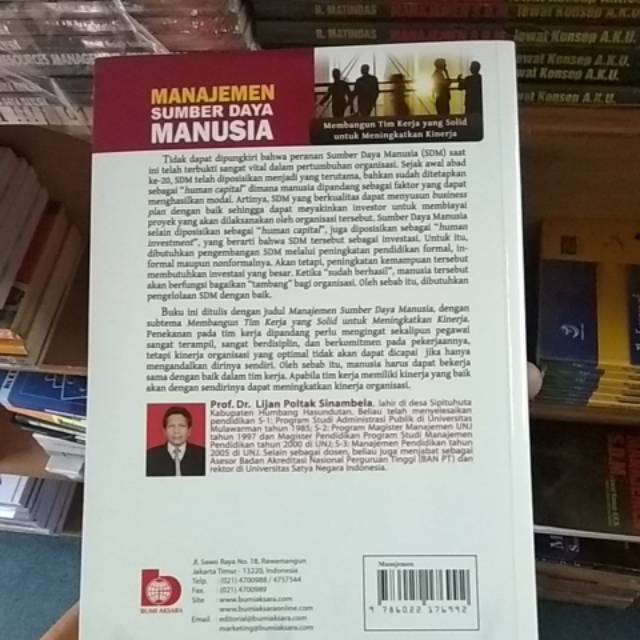 MANAJEMEN
SUMBER DAYA
MANUSIA
Membangun Tim Kerja yang Solid
untuk Meningkatkan Kinerja
Tidak dapat dipungkiri bahwa peranan Sumber Daya Manusia (SDM) saat
ini telah terbukti sangat vital dalam pertumbuhan organisasi. Sejak awal abad
ke-20, SDM telah diposisikan menjadi yang terutama, bahkan sudah ditetapkan
sebagai "human capital" dimana manusia dipandang sebagai faktor yang dapat
menghasilkan modal. Artinya, SDM yang berkualitas dapat menyusun business
plan dengan baik sehingga dapat meyakinkan investor untuk membiayai
proyek yang akan dilaksanakan oleh organisasi tersebut. Sumber Daya Manusia
selain diposisikan sebagai "human capital", juga diposisikan sebagai "human
investment", yang berarti bahwa SDM tersebut sebagai investasi. Untuk itu,
dibutuhkan pengembangan SDM melalui peningkatan pendidikan formal, in-
formal maupun nonformalnya. Akan tetapi, peningkatan kemampuan tersebut
membutuhkan investasi yang besar. Ketika "sudah berhasil", manusia tersebut
akan berfungsi bagaikan "tambang" bagi organisasi. Oleh sebab itu, dibutuhkan
pengelolaan SDM dengan baik.
Buku ini ditulis dengan judul Manajemen Sumber Daya Manusia, dengan
subtema Membangun Tim Kerja yang Solid untuk Meningkatkan Kinerja.
Penekanan pada tim kerja dipandang perlu mengingat sekalipun pegawai
sangat terampil, sangat berdisiplin, dan berkomitmen pada pekerjaannya,
tetapi kinerja organisasi yang optimal tidak akan dapat dicapai jika hanya
mengandalkan dirinya sendiri. Oleh sebab itu, manusia harus dapat bekerja
sama dengan baik dalam tim kerja. Apabila tim kerja memiliki kinerja yang baik
akan dengan sendirinya dapat meningkatkan kinerja organisasi.
Prof. Dr. Lijan Poltak Sinambela, lahir di desa Sipituhuta
Kabupaten Humbang Hasundutan. Beliau telah menyelesaikan
pendidikan S-1: Program Studi Administrasi Publik di Universitas
Mulawarman tahun 1985; S-2: Program Magister Manajemen UNJ
tahun 1997 dan Magister Pendidikan Program Studi Manajemen
Pendidikan tahun 2000 di UNJ; S-3: Manajemen Pendidikan tahun
2005 di UNJ. Selain sebagai dosen, beliau juga menjabat sebagai
Asesor Badan Akreditasi Nasional Perguruan Tinggi (BAN PT) dan
rektor di Universitas Satya Negara Indonesia.
BUMI AKSARA
Jl. Sawo Raya No. 18, Rawamangun
Jakarta Timur - 13220, Indonesia
Telp. : (021) 4700988 / 4757544
Fax. : (021) 4700989
Site : www.bumiaksara.com
www.bumiaksaraonline.com
Email : editorial@bumiaksara.com
marketing@bumiaksara.com
Manajemen
9 786022 176992
R. MATINDAS
Konsep A.K.U.
lewat Konsep A.K.U.
ewat Konsep A.K.U.